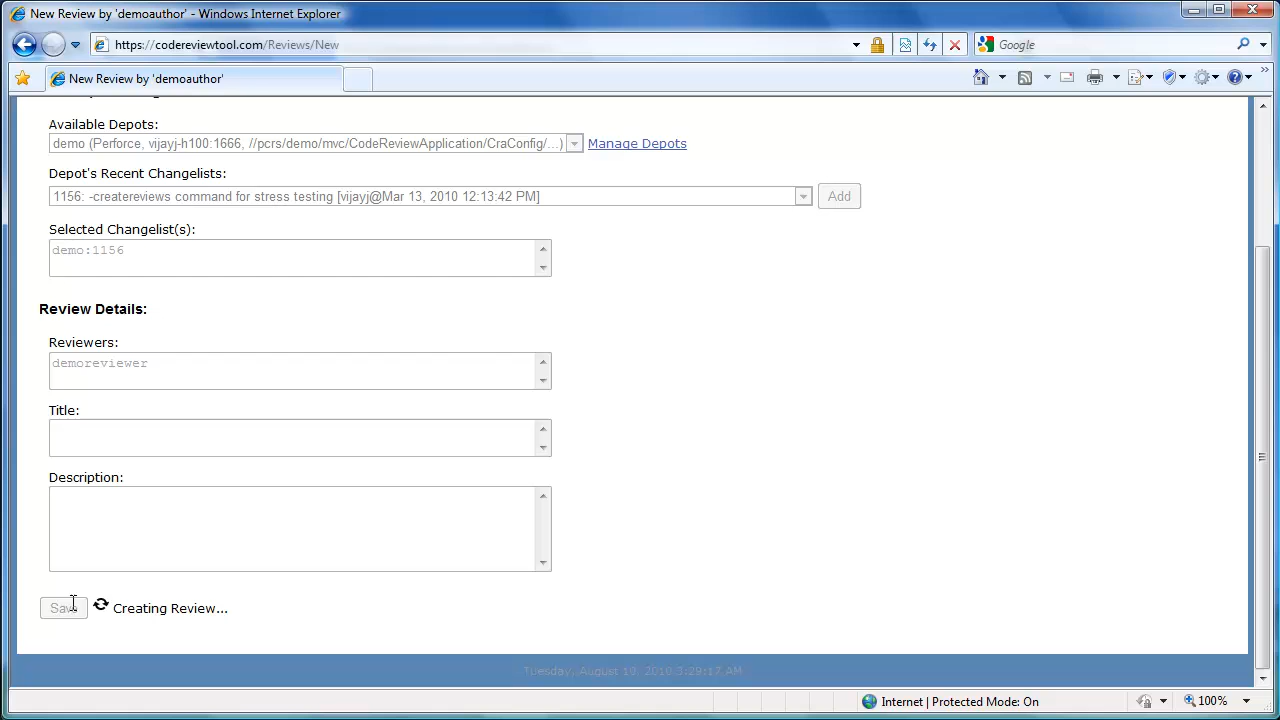 New Review by 'demoauthor' - Windows Internet Explorer
https://codereviewtool.com/Reviews/New
Google
New Review by 'demoauthor'
Available Depots:
demo (Perforce, vijayj-h100:1666, //pcrs/demo/mvc/CodeReviewApplication/CraConfig/...) Manage Depots
Depot's Recent Changelists:
1156: -createreviews command for stress testing [vijayj@Mar 13, 2010 12:13:42 PM] Add
Selected Changelist(s):
demo:1156
Review Details:
Reviewers:
demoreviewer
Title:
Description:
Save Creating Review...
Internet | Protected Mode: On 100%